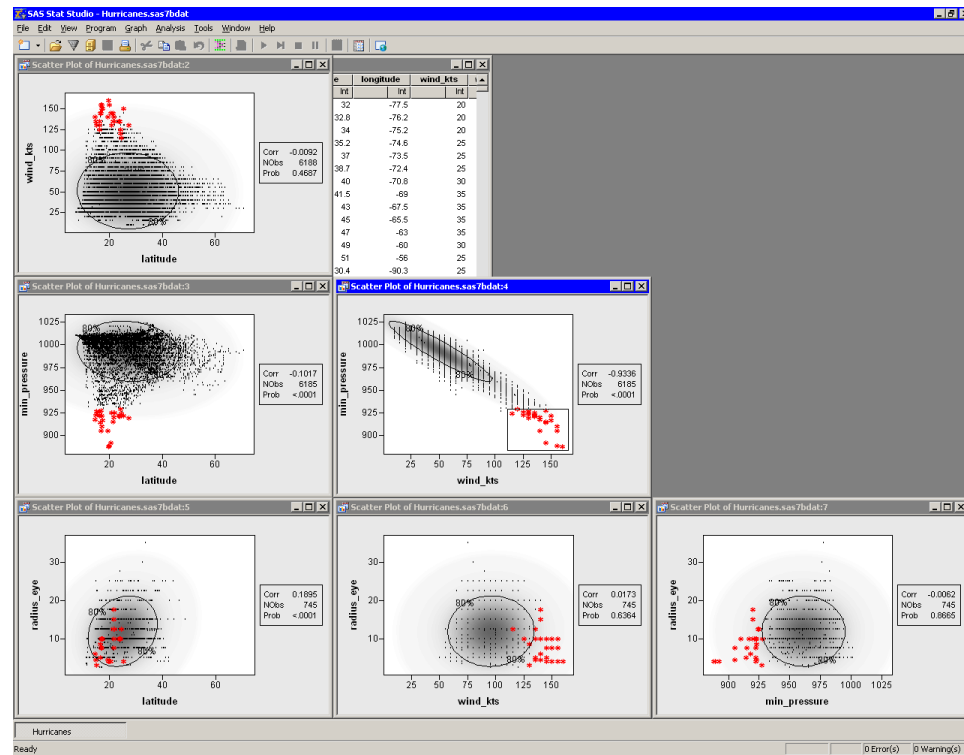 SAS Stat Studio - Hurricanes.sas7bdat
File Edit View Program Graph Analysis Tools Window Help
Scatter Plot of Hurricanes.sas7bdat:2
wind_kts
150
125
100
75
50
25
80%
80%
20 40 60
latitude
Corr -0.0092
NObs 6188
Prob 0.4687
e longitude wind_kts
Int Int Int
32 -77.5 20
32.8 -76.2 20
34 -75.2 20
35.2 -74.6 25
37 -73.5 25
38.7 -72.4 25
40 -70.8 30
41.5 -69 35
43 -67.5 35
45 -65.5 35
47 -63 35
49 -60 30
51 -56 25
30.4 -90.3 25
Scatter Plot of Hurricanes.sas7bdat:3
min_pressure
1025
1000
975
950
925
900
80%
20 40 60
latitude
Corr -0.1017
NObs 6185
Prob <.0001
Scatter Plot of Hurricanes.sas7bdat:4
min_pressure
1025
1000
975
950
925
900
80%
80%
25 50 75 100 125 150
wind_kts
Corr -0.9336
NObs 6185
Prob <.0001
Scatter Plot of Hurricanes.sas7bdat:5
radius_eye
30
20
10
80%
80%
20 40 60
latitude
Corr 0.1895
NObs 745
Prob <.0001
Scatter Plot of Hurricanes.sas7bdat:6
radius_eye
30
20
10
80%
80%
25 50 75 100 125 150
wind_kts
Corr 0.0173
NObs 745
Prob 0.6364
Scatter Plot of Hurricanes.sas7bdat:7
radius_eye
30
20
10
80%
80%
900 925 950 975 1000 1025
min_pressure
Corr -0.0062
NObs 745
Prob 0.8665
Hurricanes
Ready
0 Error(s) 0 Warning(s)